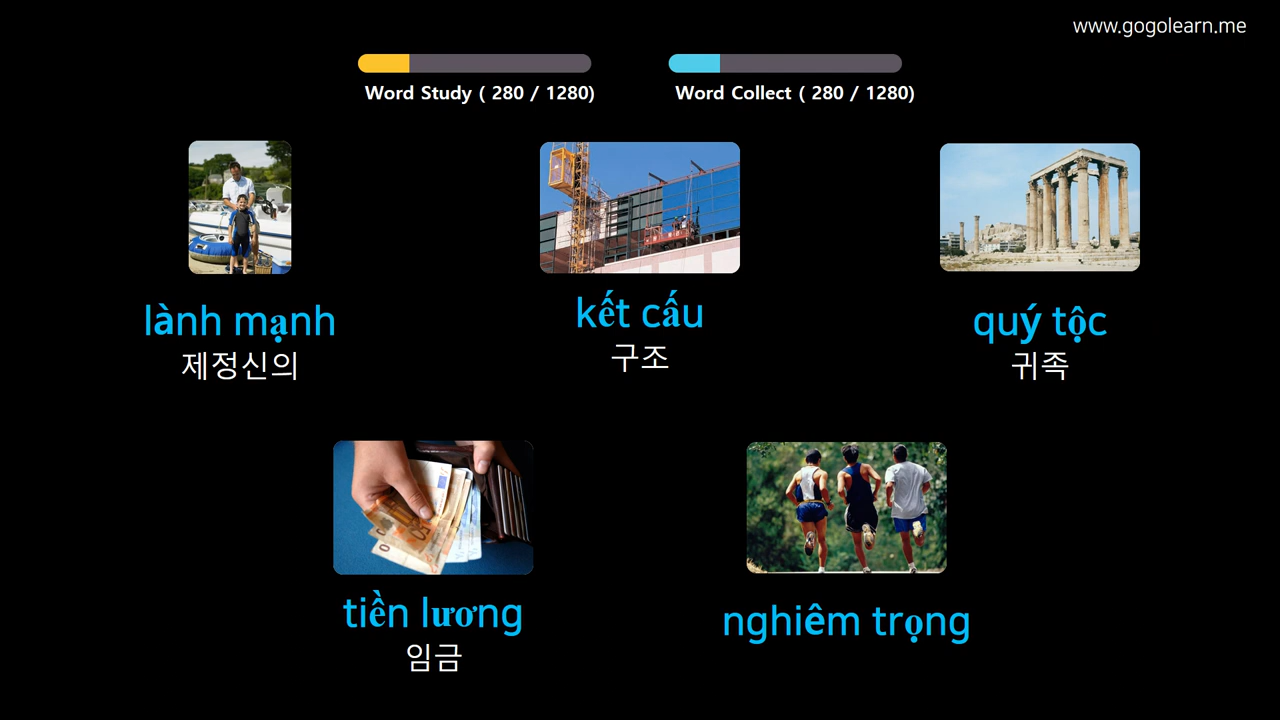 www.gogolearn.me
Word Study ( 280 / 1280)
Word Collect ( 280 / 1280)
lành mạnh
제정신의
kết cấu
구조
quý tộc
귀족
tiền lương
임금
nghiêm trọng